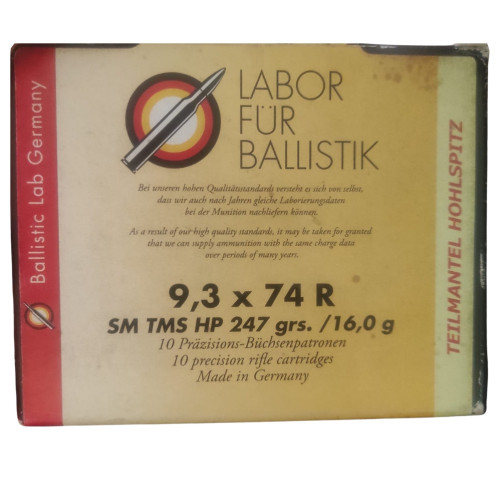 Ballistic Lab Germany
LABOR
FÜR
BALLISTIK
Bei unseren hohen Qualitätsstandards versteht es sich von selbst,
dass wir auch nach Jahren gleiche Laborierungsdaten
bei der Munition nachliefern können.
As a result of our high quality standards, it may be taken for granted
that we can supply ammunition with the same charge data
over periods of many years.
9,3 x 74 R
SM TMS HP 247 grs. /16,0 g
10 Präzisions-Büchsenpatronen
10 precision rifle cartridges
Made in Germany
TEILMANTEL HOHLSPITZ